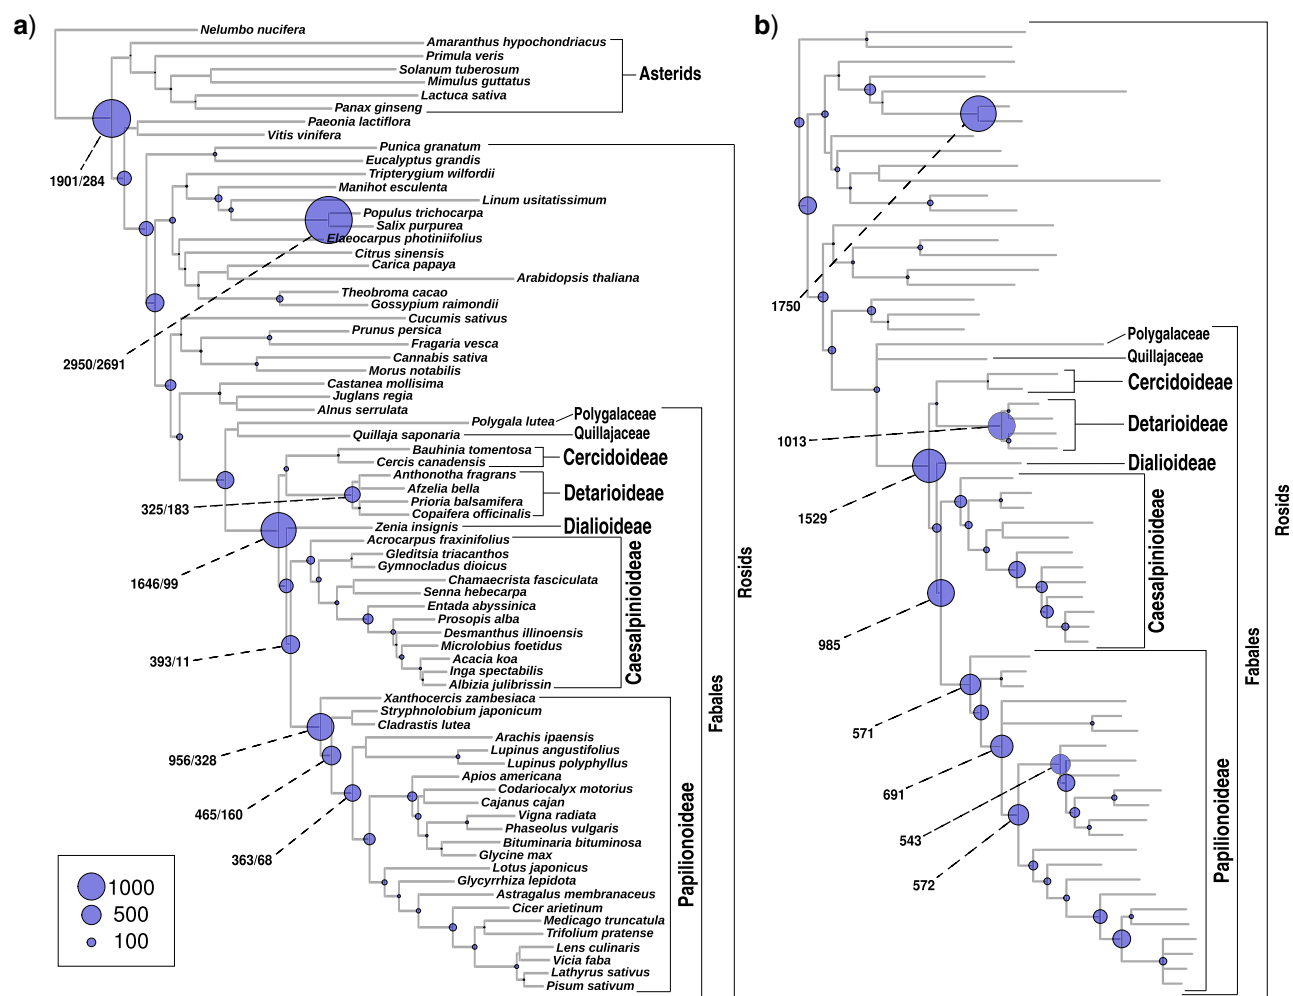 a)
Nelumbo nucifera
Amaranthus hypochondriacus
Primula veris
Solanum tuberosum
Mimulus guttatus
Lactuca sativa
Panax ginseng
Asterids
Paeonia lactiflora
Vitis vinifera
1901/284
Punica granatum
Eucalyptus grandis
Tripterygium wilfordii
Manihot esculenta
Linum usitatissimum
Populus trichocarpa
Salix purpurea
Elaeocarpus photiniifolius
Citrus sinensis
Carica papaya
Arabidopsis thaliana
Theobroma cacao
Gossypium raimondii
Cucumis sativus
Prunus persica
Fragaria vesca
Cannabis sativa
Morus notabilis
2950/2691
Castanea mollisima
Juglans regia
Alnus serrulata
Polygala lutea
Polygalaceae
Quillaja saponaria
Quillajaceae
Bauhinia tomentosa
Cercis canadensis
Cercidoideae
Anthonotha fragrans
Afzelia bella
Prioria balsamifera
Copaifera officinalis
Detarioideae
325/183
Zenia insignis
Dialioideae
Acrocarpus fraxinifolius
Gleditsia triacanthos
Gymnocladus dioicus
Chamaecrista fasciculata
Senna hebecarpa
Entada abyssinica
Prosopis alba
Desmanthus illinoensis
Microlobius foetidus
Acacia koa
Inga spectabilis
Albizia julibrissin
Caesalpinioideae
1646/99
393/11
Xanthocercis zambesiaca
Stryphnolobium japonicum
Cladrastis lutea
Arachis ipaensis
Lupinus angustifolius
Lupinus polyphyllus
Apios americana
Codariocalyx motorius
Cajanus cajan
Vigna radiata
Phaseolus vulgaris
Bituminaria bituminosa
Glycine max
Lotus japonicus
Glycyrrhiza lepidota
Astragalus membranaceus
Cicer arietinum
Medicago truncatula
Trifolium pratense
Lens culinaris
Vicia faba
Lathyrus sativus
Pisum sativum
Papilionoideae
956/328
465/160
363/68
Fabales
Rosids
1000
500
100
b)
1750
Polygalaceae
Quillajaceae
Cercidoideae
Detarioideae
1013
Dialioideae
1529
Caesalpinioideae
985
571
691
543
572
Papilionoideae
Fabales
Rosids